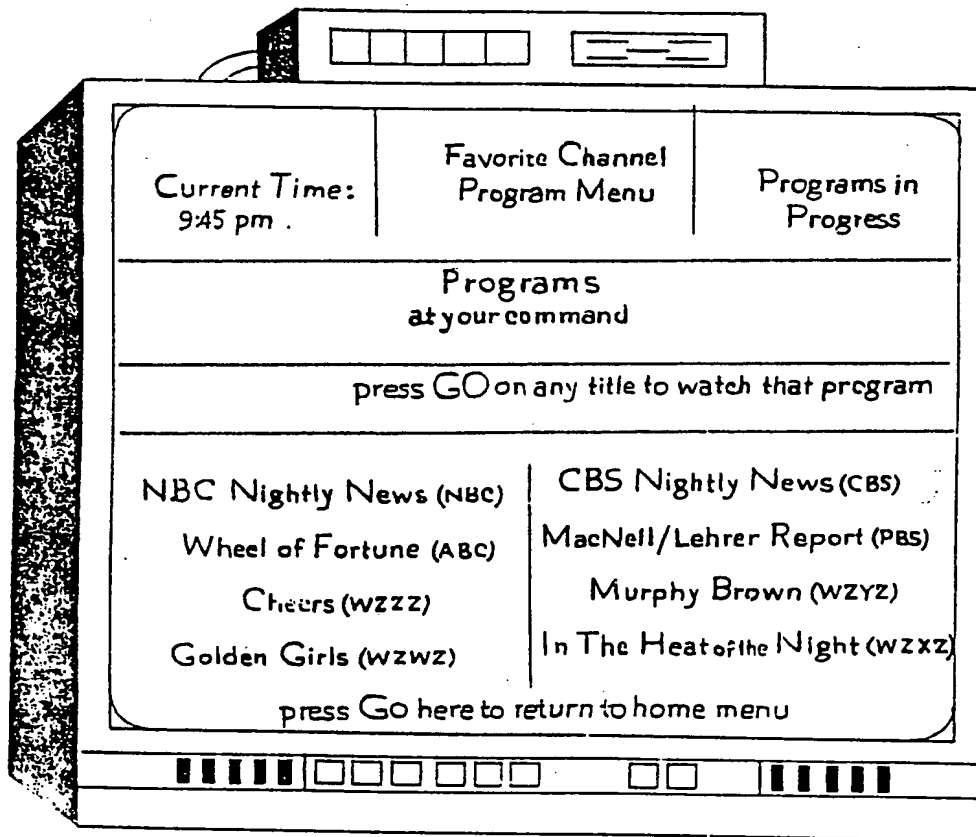 Current Time:
9:45 pm .
Favorite Channel
Program Menu
Programs in
Progress
Programs
at your command
press GO on any title to watch that program
NBC Nightly News (NBC)
Wheel of Fortune (ABC)
Cheers (WZZZ)
Golden Girls (WZWZ)
CBS Nightly News (CBS)
MacNell/Lehrer Report (PBS)
Murphy Brown (WZYZ)
In The Heat of the Night (WZXZ)
press Go here to return to home menu